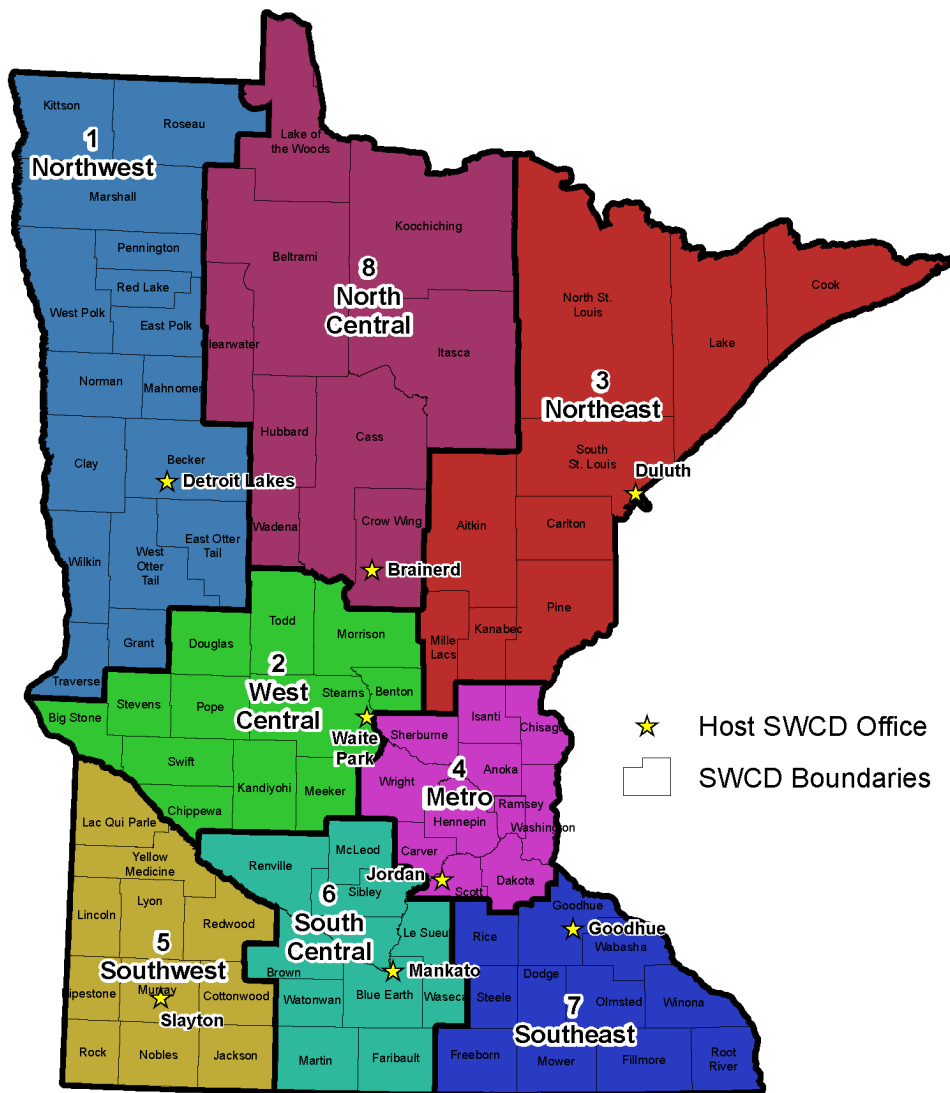 Kittson
Roseau
1
Northwest
Marshall
Pennington
Red Lake
West Polk
East Polk
Norman
Mahnomen
Clay
Becker
Detroit Lakes
East Otter
Tail
West
Otter
Tail
Wilkin
Grant
Traverse
Lake of
the Woods
Koochiching
Beltrami
8
North
Central
learwater
Itasca
Hubbard
Cass
Wadena
Crow Wing
Brainerd
North St.
Louis
Cook
Lake
3
Northeast
South
St. Louis
Duluth
Aitkin
Carlton
Pine
Kanabec
Mille
Lacs
Todd
Morrison
Douglas
2
West
Central
Stearns
Benton
Stevens
Pope
Big Stone
Waite
Park
Swift
Kandiyohi
Meeker
Chippewa
Isanti
Chisago
Sherburne
4
Metro
Anoka
Wright
Ramsey
Hennepin
Washington
Carver
Jordan
Scott
Dakota
Host SWCD Office
SWCD Boundaries
Lac Qui Parle
Yellow
Medicine
Lyon
Lincoln
Redwood
5
Southwest
Pipestone
Murray
Cottonwood
Slayton
Rock
Nobles
Jackson
McLeod
Renville
Sibley
6
South
Central
Le Sueur
Brown
Mankato
Watonwan
Blue Earth
Waseca
Martin
Faribault
Goodhue
Goodhue
Rice
Wabasha
Dodge
Steele
Olmsted
Winona
7
Southeast
Freeborn
Mower
Fillmore
Root
River